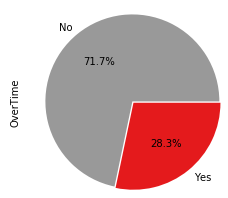 No
71.7%
OverTime
28.3%
Yes